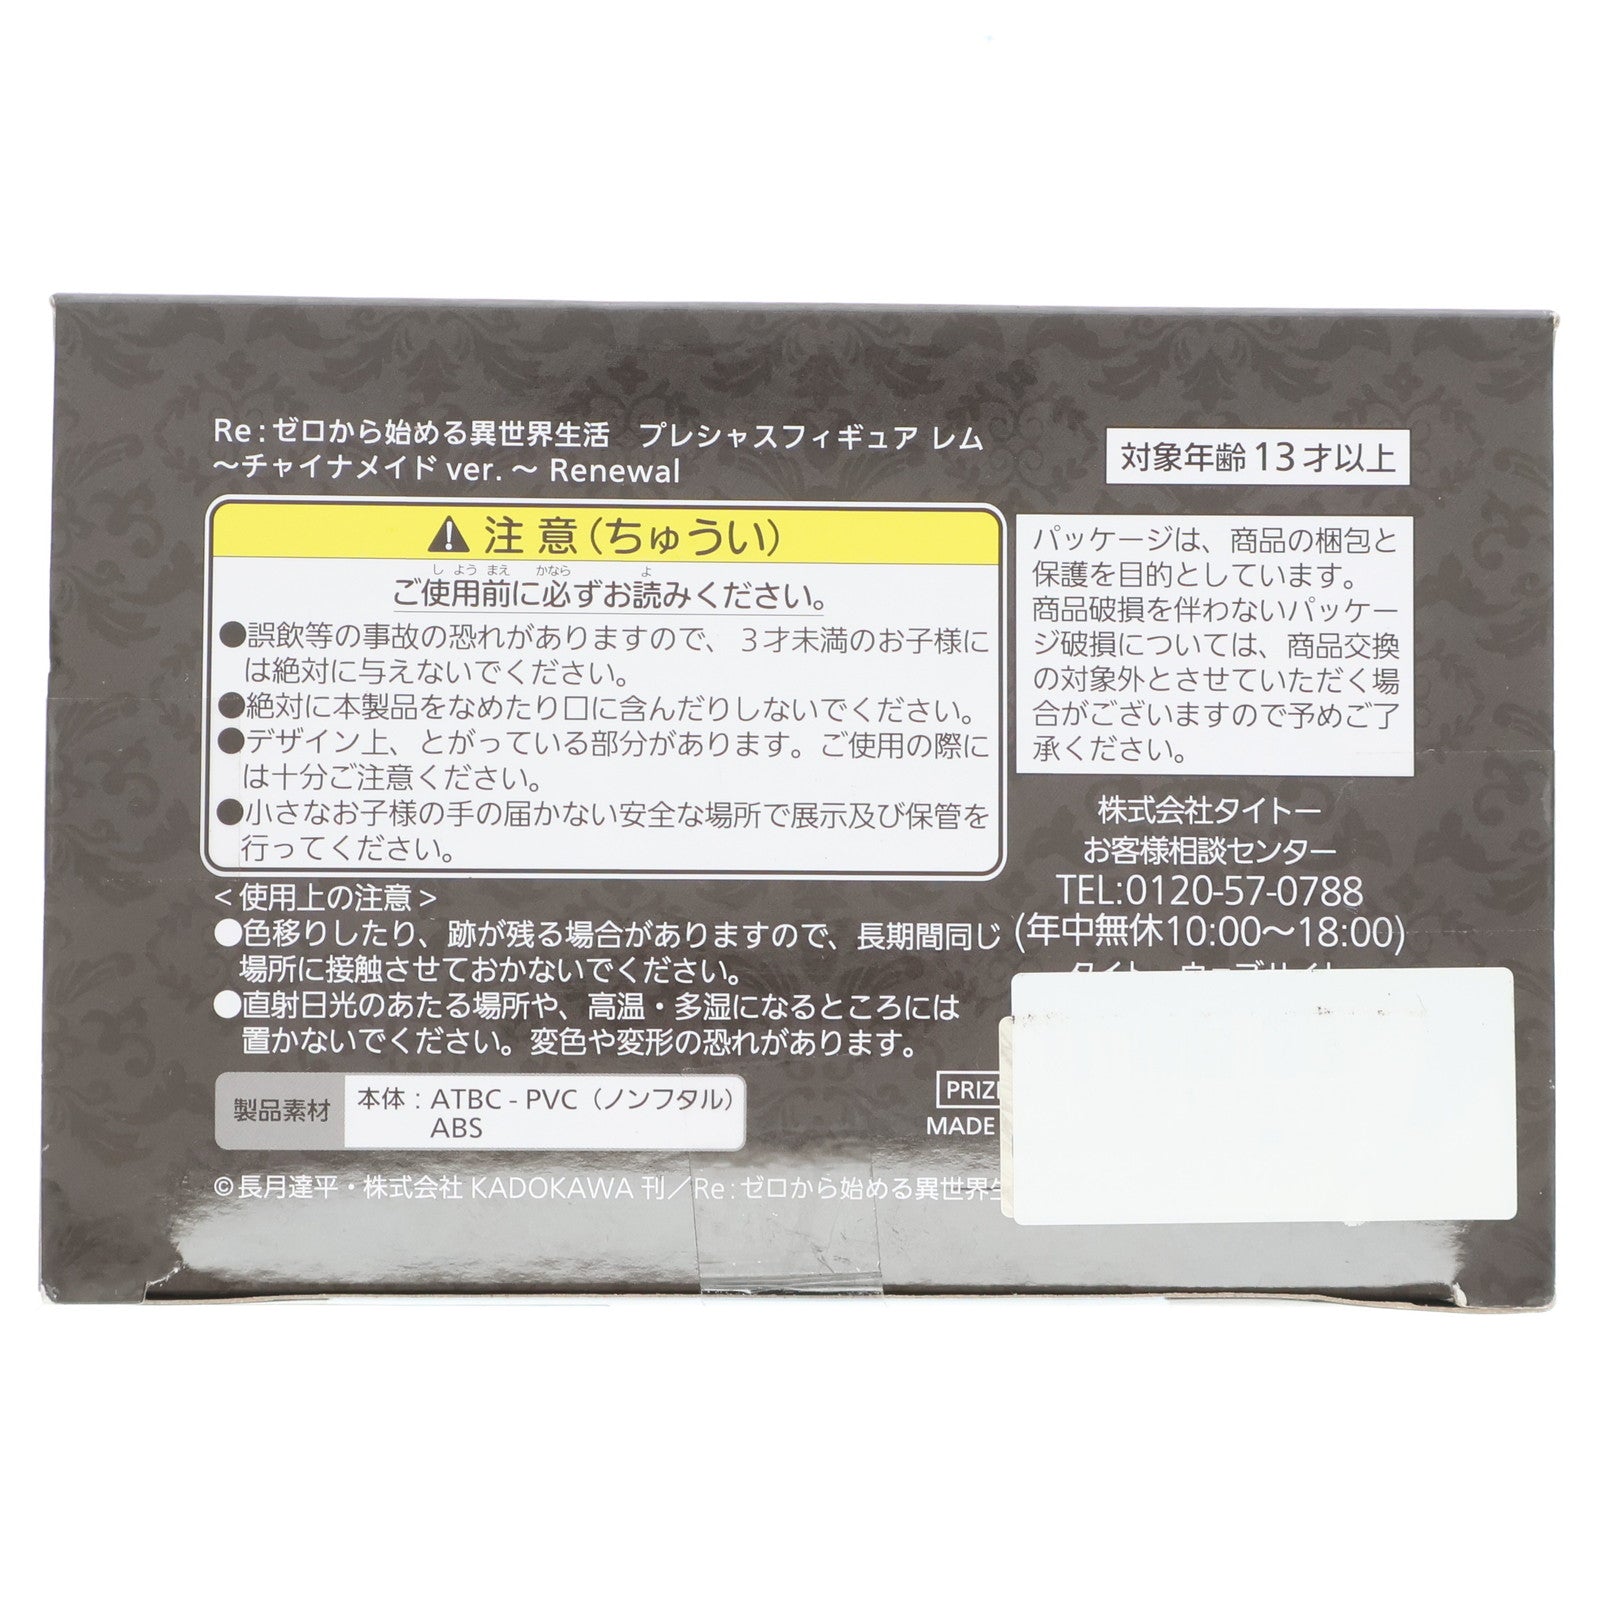 Re:ゼロから始める異世界生活　プレシャスフィギュア レム
～チャイナメイド ver. ～ Renewal
対象年齢 13 才以上
注意（ちゅうい）
し よう まえ かなら よ
ご使用前に必ずお読みください。
●誤飲等の事故の恐れがありますので、３才未満のお子様に
は絶対に与えないでください。
●絶対に本製品をなめたり口に含んだりしないでください。
●デザイン上、とがっている部分があります。ご使用の際に
は十分ご注意ください。
●小さなお子様の手の届かない安全な場所で展示及び保管を
行ってください。
パッケージは、商品の梱包と
保護を目的としています。
商品破損を伴わないパッケー
ジ破損については、商品交換
の対象外とさせていただく場
合がございますので予めご了
承ください。
株式会社タイトー
お客様相談センター
TEL:0120-57-0788
(年中無休10:00～18:00)
＜使用上の注意＞
●色移りしたり、跡が残る場合がありますので、長期間同じ
場所に接触させておかないでください。
●直射日光のあたる場所や、高温・多湿になるところには
置かないでください。変色や変形の恐れがあります。
製品素材
本体：ATBC - PVC（ノンフタル）
ABS
MADE
©長月達平・株式会社 KADOKAWA 刊／Re:ゼロから始める異世界